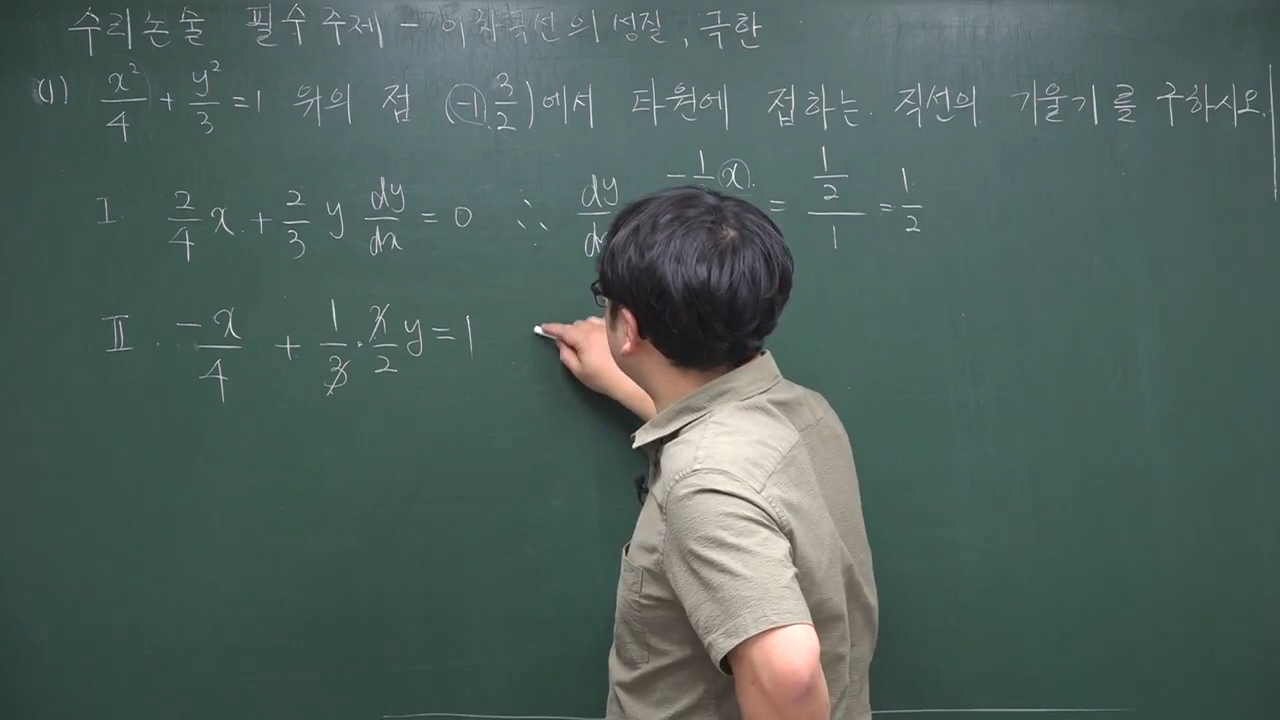 수리논술 필수주제 - 이차곡선의 성질, 극한
(1) x²/4 + y²/3 = 1 위의 점 (-1, 3/2)에서 타원에 접하는 직선의 기울기를 구하시오.
I. 2/4 x + 2/3 y dy/dx = 0 ∴ dy/ -1/ x = 1/2 / 1 = 1/2
II. -x/4 + 1/3 · 3/2 y = 1